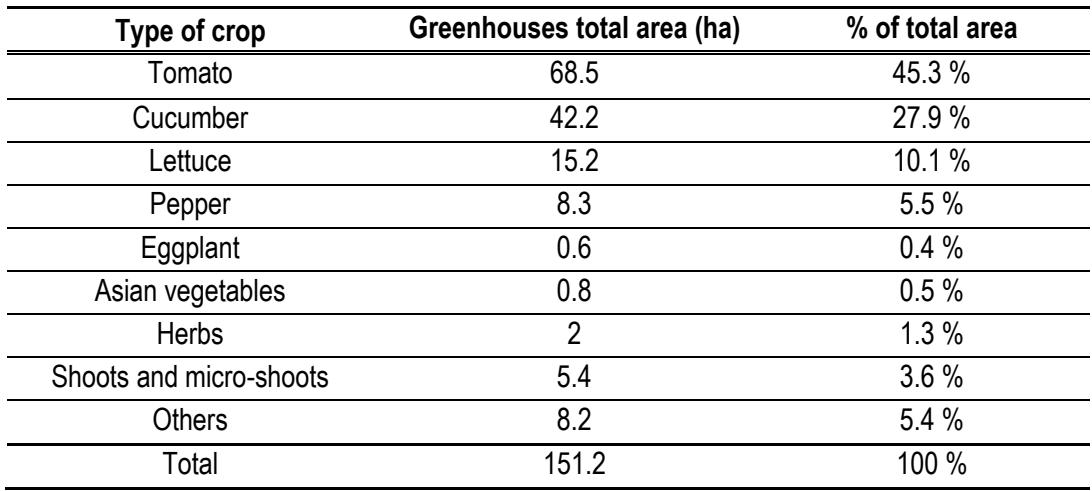 Type of crop Greenhouses total area (ha) % of total area
Tomato 68.5 45.3 %
Cucumber 42.2 27.9 %
Lettuce 15.2 10.1 %
Pepper 8.3 5.5 %
Eggplant 0.6 0.4 %
Asian vegetables 0.8 0.5 %
Herbs 2 1.3 %
Shoots and micro-shoots 5.4 3.6 %
Others 8.2 5.4 %
Total 151.2 100 %